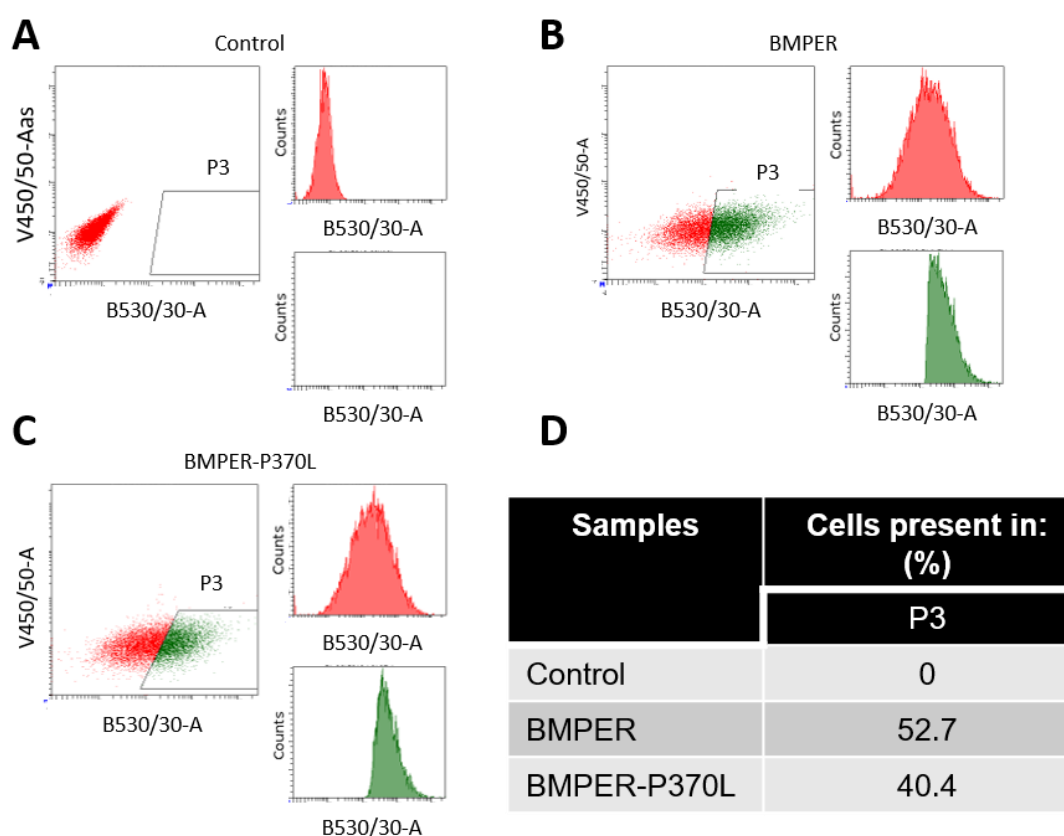 A
Control
V450/50-Aas
P3
B530/30-A
Counts
B530/30-A
Counts
B530/30-A
B
BMPER
V450/50-A
P3
B530/30-A
Counts
B530/30-A
Counts
B530/30-A
C
BMPER-P370L
V450/50-A
P3
B530/30-A
Counts
B530/30-A
Counts
B530/30-A
D
Samples
Cells present in:
(%)
P3
Control 0
BMPER 52.7
BMPER-P370L 40.4